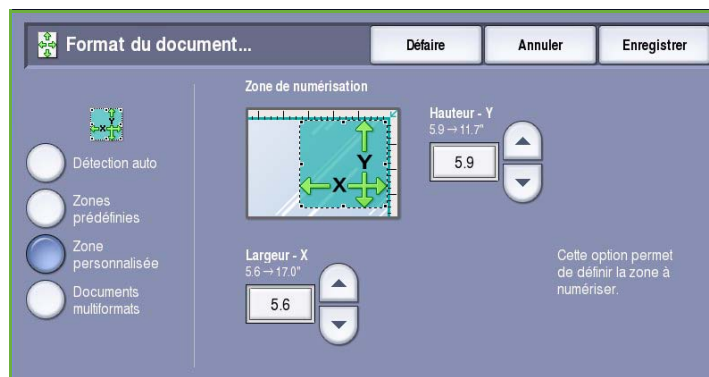 Format du document...
Défaire
Annuler
Enregistrer
Détection auto
Zones
prédéfinies
Zone
personnalisée
Documents
multiformats
Zone de numérisation
Y
X
Hauteur - Y
5.9→11.7"
5.9
Largeur - X
5.6→17.0"
5.6
Cette option permet
de définir la zone à
numériser.